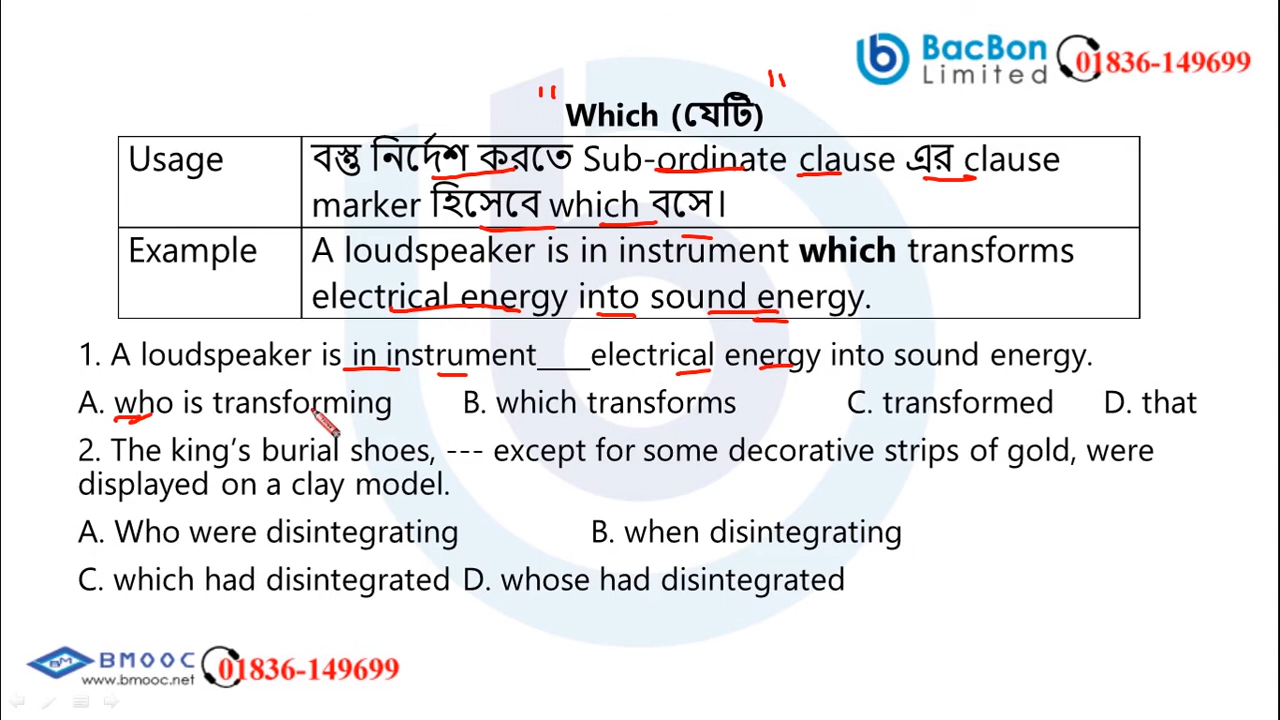 BacBon
Limited
01836-149699
"Which (যেটি)"
Usage
বস্তু নির্দেশ করতে Sub-ordinate clause এর clause
marker হিসেবে which বসে।
Example
A loudspeaker is in instrument which transforms
electrical energy into sound energy.
1. A loudspeaker is in instrument____electrical energy into sound energy.
A. who is transforming B. which transforms C. transformed D. that
2. The king's burial shoes, --- except for some decorative strips of gold, were
displayed on a clay model.
A. Who were disintegrating B. when disintegrating
C. which had disintegrated D. whose had disintegrated
BM BMOOC
www.bmooc.net
01836-149699